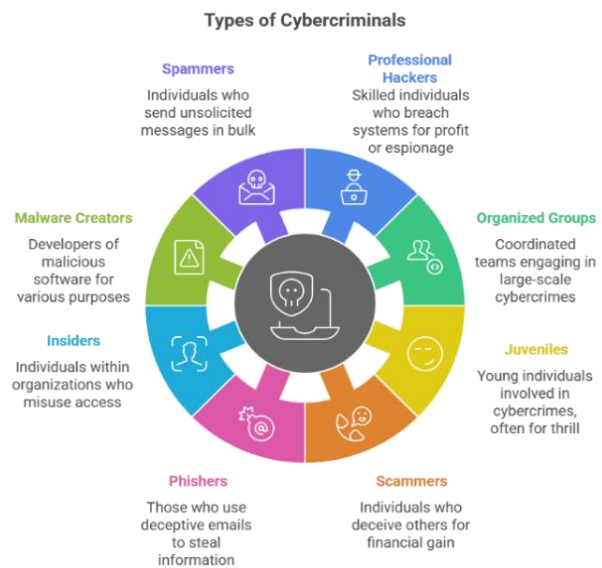 Types of Cybercriminals
Spammers
Individuals who
send unsolicited
messages in bulk
Professional
Hackers
Skilled individuals
who breach
systems for profit
or espionage
Malware Creators
Developers of
malicious
software for
various purposes
Organized Groups
Coordinated
teams engaging in
large-scale
cybercrimes
Insiders
Individuals within
organizations who
misuse access
Juveniles
Young individuals
involved in
cybercrimes,
often for thrill
Phishers
Those who use
deceptive emails
to steal
information
Scammers
Individuals who
deceive others for
financial gain